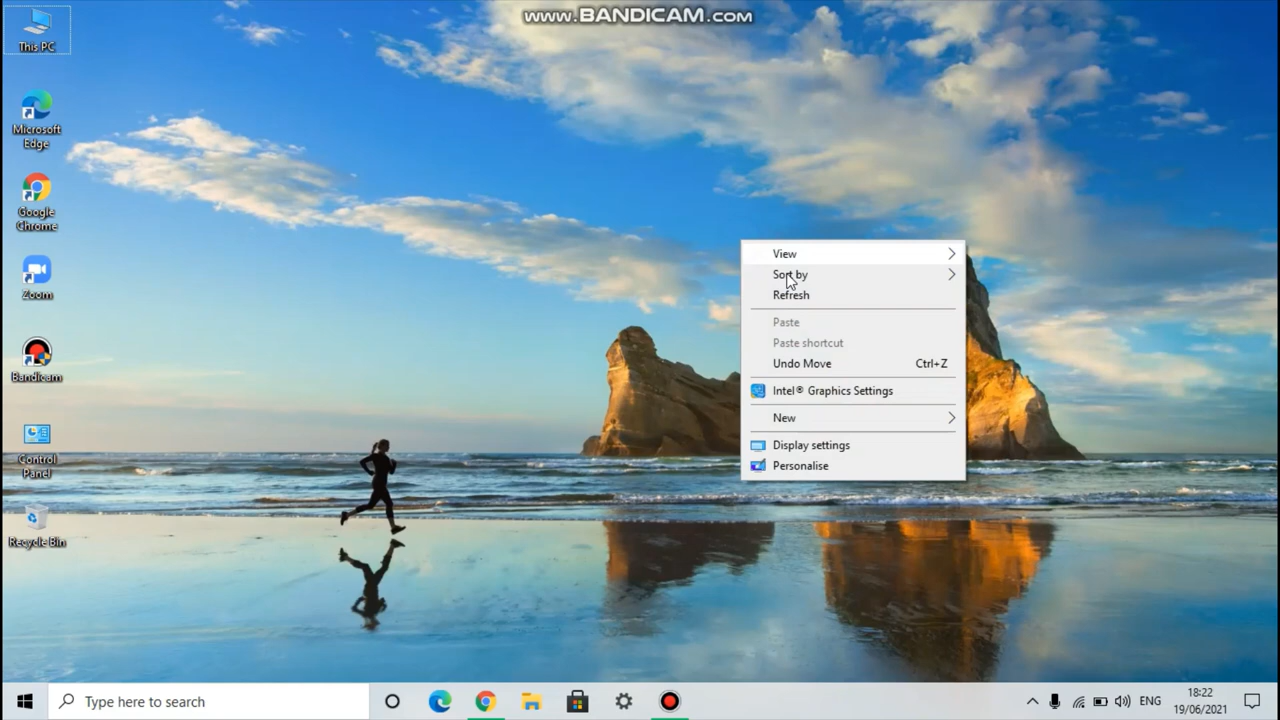 www.BANDICAM.com
This PC
Microsoft
Edge
Google
Chrome
Zoom
Bandicam
Control
Panel
Recycle Bin
View
Sort by
Refresh
Paste
Paste shortcut
Undo Move Ctrl+Z
Intel® Graphics Settings
New
Display settings
Personalise
Type here to search
ENG
18:22
19/06/2021